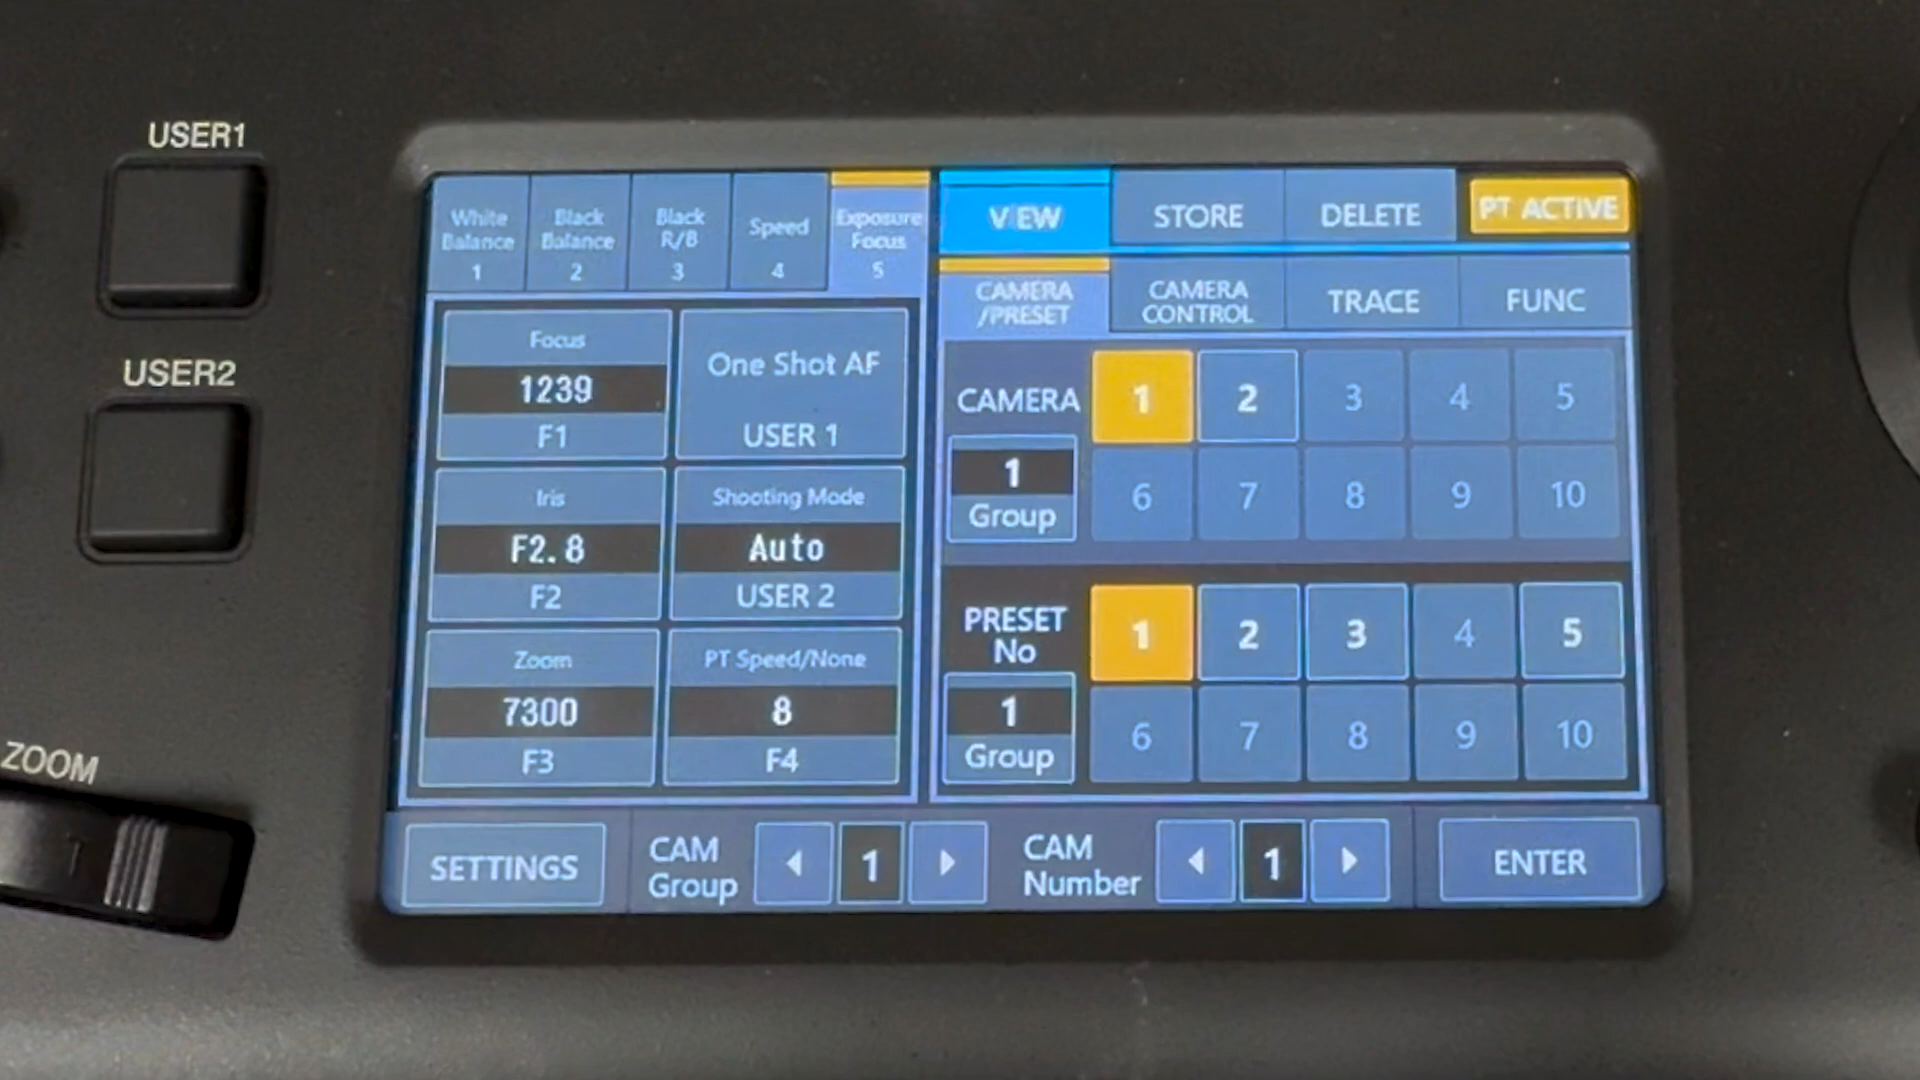 USER1
USER2
ZOOM
White
Balance
1
Black
Balance
2
Black
R/B
3
Speed
4
Exposure
Focus
5
Focus
1239
F1
One Shot AF
USER 1
Iris
F2.8
F2
Shooting Mode
Auto
USER 2
Zoom
7300
F3
PT Speed/None
8
F4
VIEW
STORE
DELETE
PT ACTIVE
CAMERA
/PRESET
CAMERA
CONTROL
TRACE
FUNC
CAMERA
1
Group
1 2 3 4 5
6 7 8 9 10
PRESET
No
1
Group
1 2 3 4 5
6 7 8 9 10
SETTINGS
CAM
Group
1
CAM
Number
1
ENTER